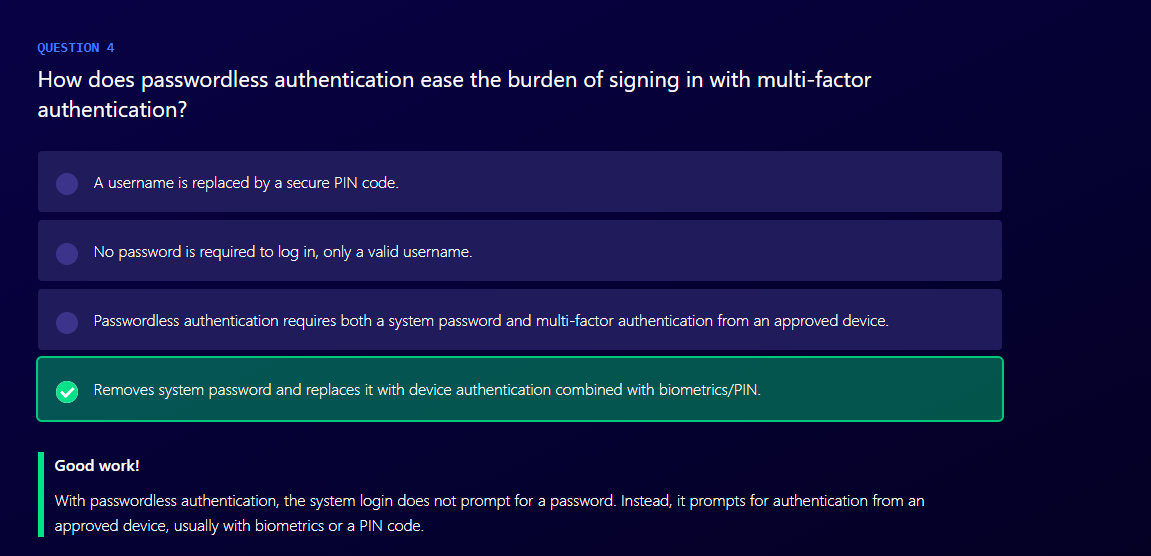 QUESTION 4
How does passwordless authentication ease the burden of signing in with multi-factor
authentication?
A username is replaced by a secure PIN code.
No password is required to log in, only a valid username.
Passwordless authentication requires both a system password and multi-factor authentication from an approved device.
Removes system password and replaces it with device authentication combined with biometrics/PIN.
Good work!
With passwordless authentication, the system login does not prompt for a password. Instead, it prompts for authentication from an
approved device, usually with biometrics or a PIN code.